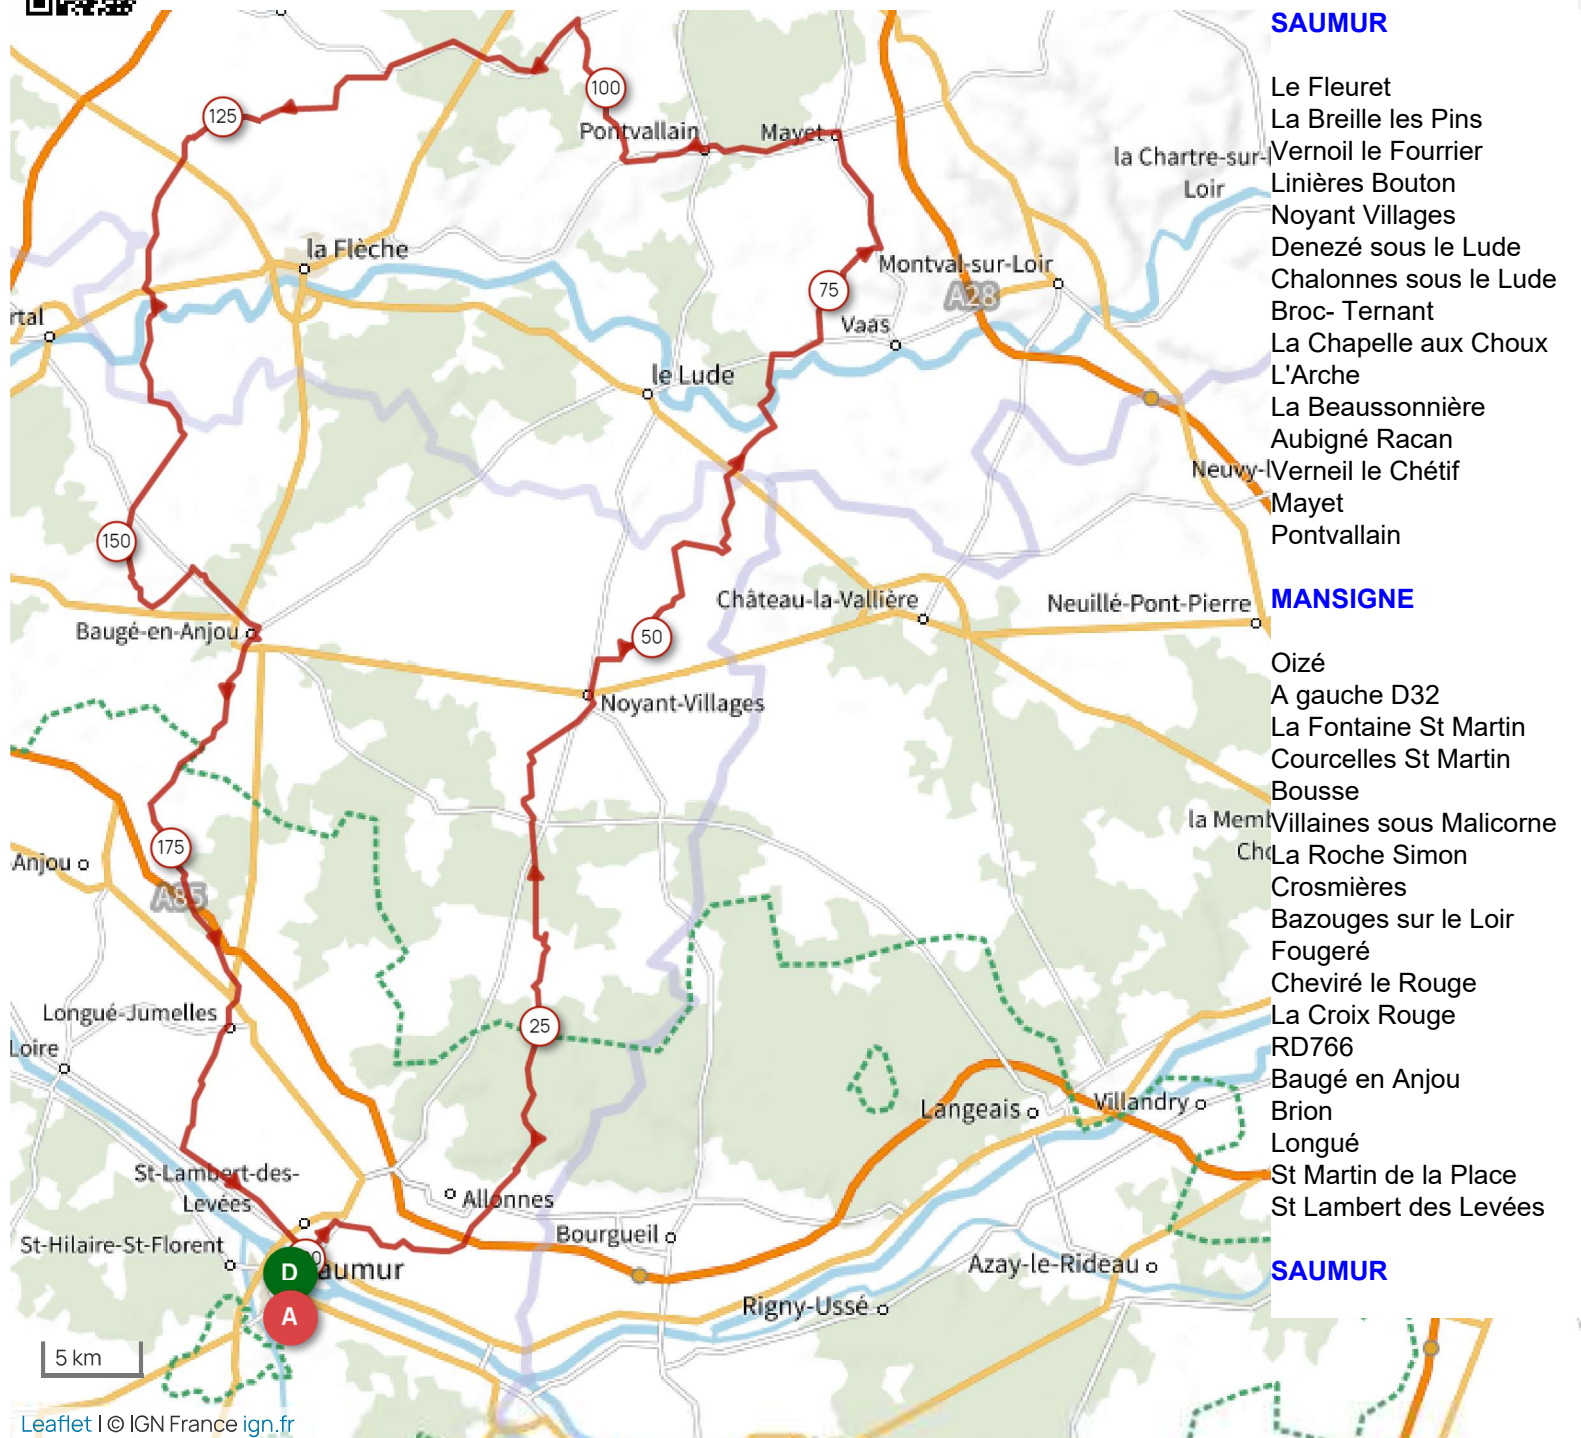 SAUMUR
Le Fleuret
La Breille les Pins
Vernoil le Fourrier
Linières Bouton
Noyant Villages
Denezé sous le Lude
Chalonnes sous le Lude
Broc- Ternant
La Chapelle aux Choux
L'Arche
La Beaussonnière
Aubigné Racan
Verneil le Chétif
Mayet
Pontvallain
MANSIGNE
Oizé
A gauche D32
La Fontaine St Martin
Courcelles St Martin
Bousse
Villaines sous Malicorne
La Roche Simon
Crosmières
Bazouges sur le Loir
Fougeré
Cheviré le Rouge
La Croix Rouge
RD766
Baugé en Anjou
Brion
Longué
St Martin de la Place
St Lambert des Levées
SAUMUR
100
125
Pontvallain
Mayet
la Chartre-sur-
Loir
la Flèche
Montval-sur-Loir
A28
75
Vaas
rtal
le Lude
Neuvy-
150
Château-la-Vallière
Neuillé-Pont-Pierre
Baugé-en-Anjou
50
Noyant-Villages
la Memb
Cho
175
Anjou
A85
Longué-Jumelles
25
Loire
Langeais
Villandry
St-Lambert-des-
Levées
Allonnes
Bourgueil
St-Hilaire-St-Florent
D
aumur
Azay-le-Rideau
A
Rigny-Ussé
5 km
Leaflet | © IGN France ign.fr